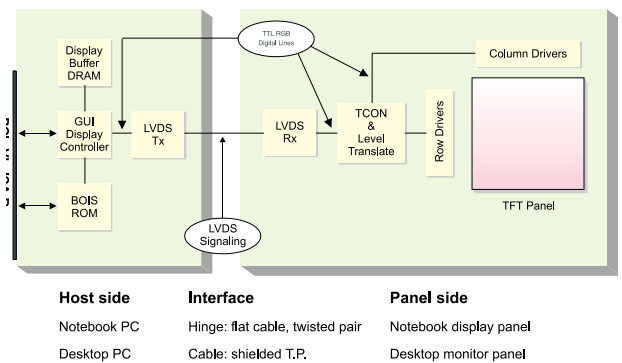 TTL RGB
Digital Lines
Display
Buffer
DRAM
Column Drivers
GUI
Display
Controller
LVDS
Tx
LVDS
Rx
TCON
&
Level
Translate
Row Drivers
BOIS
ROM
TFT Panel
LVDS
Signaling
Host side
Interface
Panel side
Notebook PC
Hinge: flat cable, twisted pair
Notebook display panel
Desktop PC
Cable: shielded T.P.
Desktop monitor panel